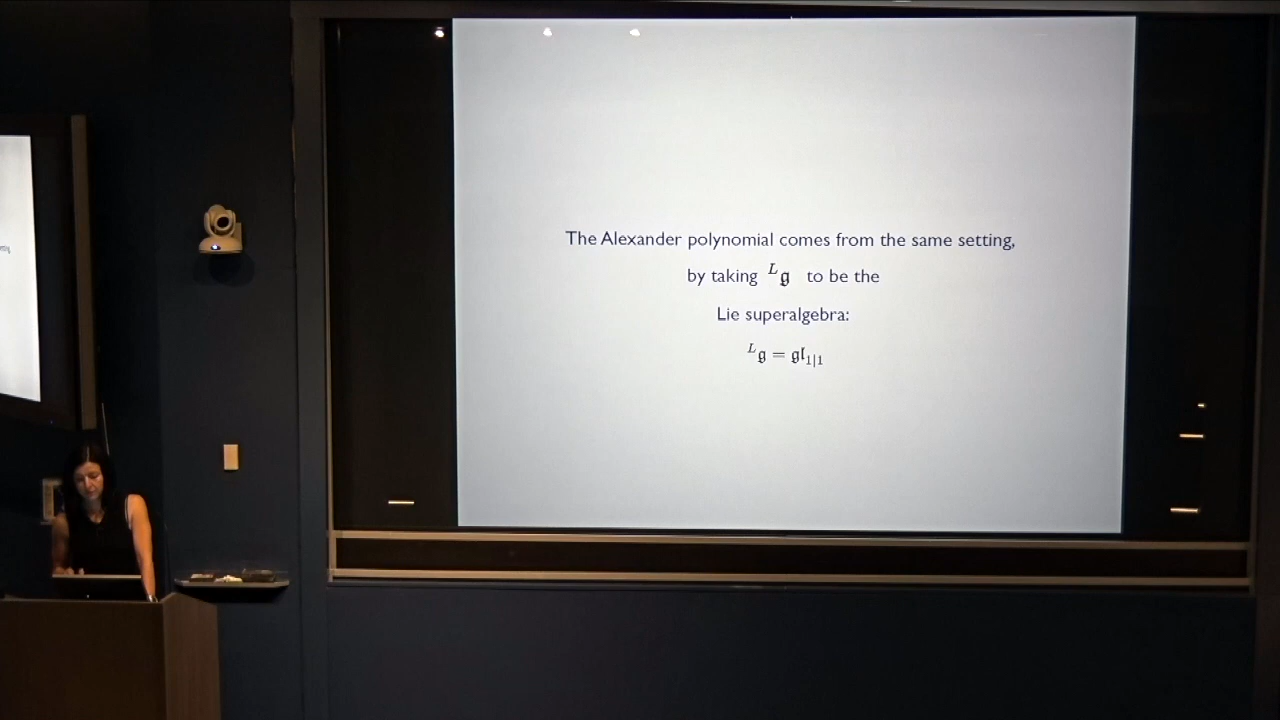 The Alexander polynomial comes from the same setting,
by taking ᴸ𝔤 to be the
Lie superalgebra:
ᴸ𝔤 = 𝔤𝔩₁|₁